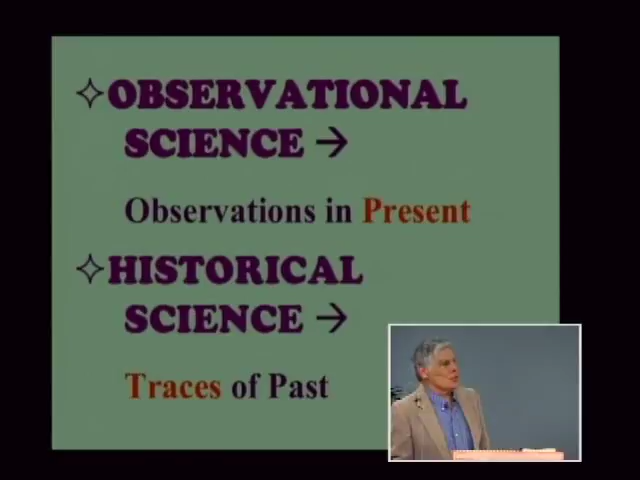 OBSERVATIONAL
SCIENCE →
Observations in Present
HISTORICAL
SCIENCE →
Traces of Past